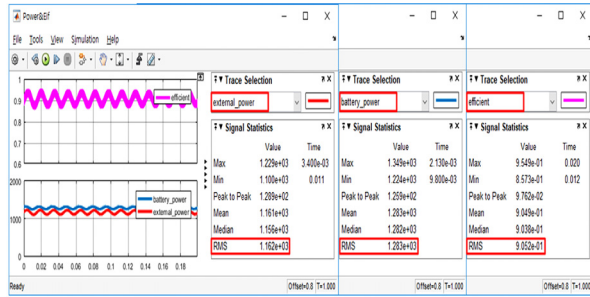 Power&Eif
File Tools View Simulation Help
1
0.9
0.8
0.7
0.6
efficient
2000
1000
0
battery_power
external_power
0 0.02 0.04 0.06 0.08 0.1 0.12 0.14 0.16 0.18
Ready
Trace Selection
external_power
Signal Statistics
Value Time
Max 1.229e+03 3.400e-03
Min 1.100e+03 0.011
Peak to Peak 1.289e+02
Mean 1.161e+03
Median 1.156e+03
RMS 1.162e+03
Offset=0.8 T=1.000
Trace Selection
battery_power
Signal Statistics
Value Time
Max 1.349e+03 2.130e-03
Min 1.224e+03 9.800e-03
Peak to Peak 1.259e+02
Mean 1.283e+03
Median 1.282e+03
RMS 1.283e+03
Offset=0.8 T=1.000
Trace Selection
efficient
Signal Statistics
Value Time
Max 9.549e-01 0.020
Min 8.573e-01 0.012
Peak to Peak 9.762e-02
Mean 9.049e-01
Median 9.038e-01
RMS 9.052e-01
Offset=0.8 T=1.000